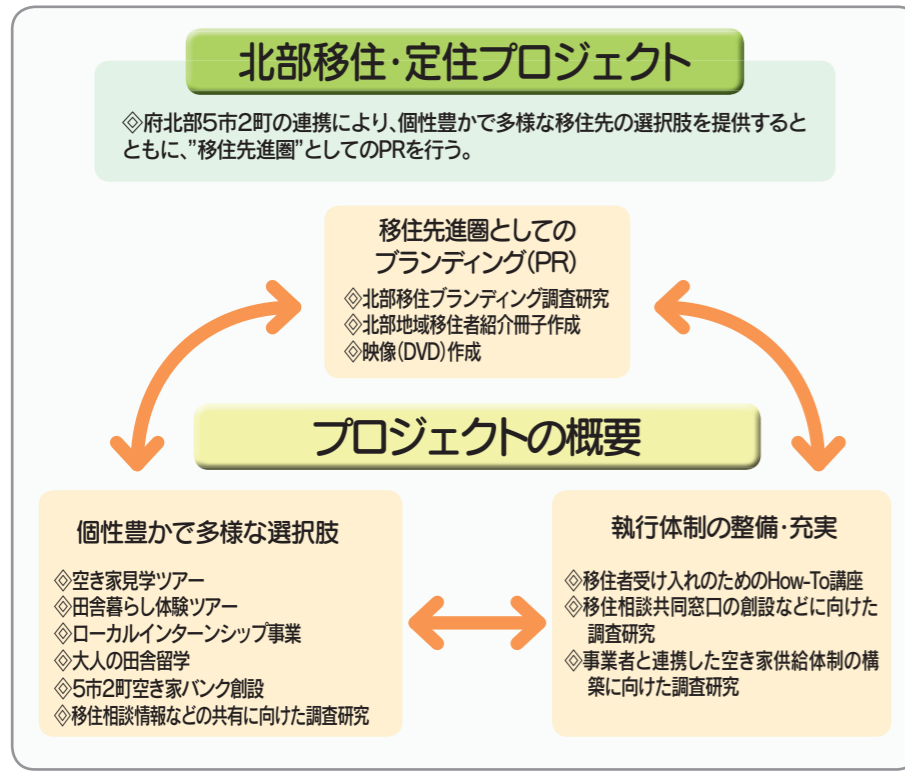 北部移住・定住プロジェクト
◇府北部5市2町の連携により、個性豊かで多様な移住先の選択肢を提供すると
ともに、”移住先進圏”としてのPRを行う。
移住先進圏としての
ブランディング(PR)
◇北部移住ブランディング調査研究
◇北部地域移住者紹介冊子作成
◇映像(DVD)作成
プロジェクトの概要
個性豊かで多様な選択肢
◇空き家見学ツアー
◇田舎暮らし体験ツアー
◇ローカルインターンシップ事業
◇大人の田舎留学
◇5市2町空き家バンク創設
◇移住相談情報などの共有に向けた調査研究
執行体制の整備・充実
◇移住者受け入れのためのHow-To講座
◇移住相談共同窓口の創設などに向けた
調査研究
◇事業者と連携した空き家供給体制の構
築に向けた調査研究